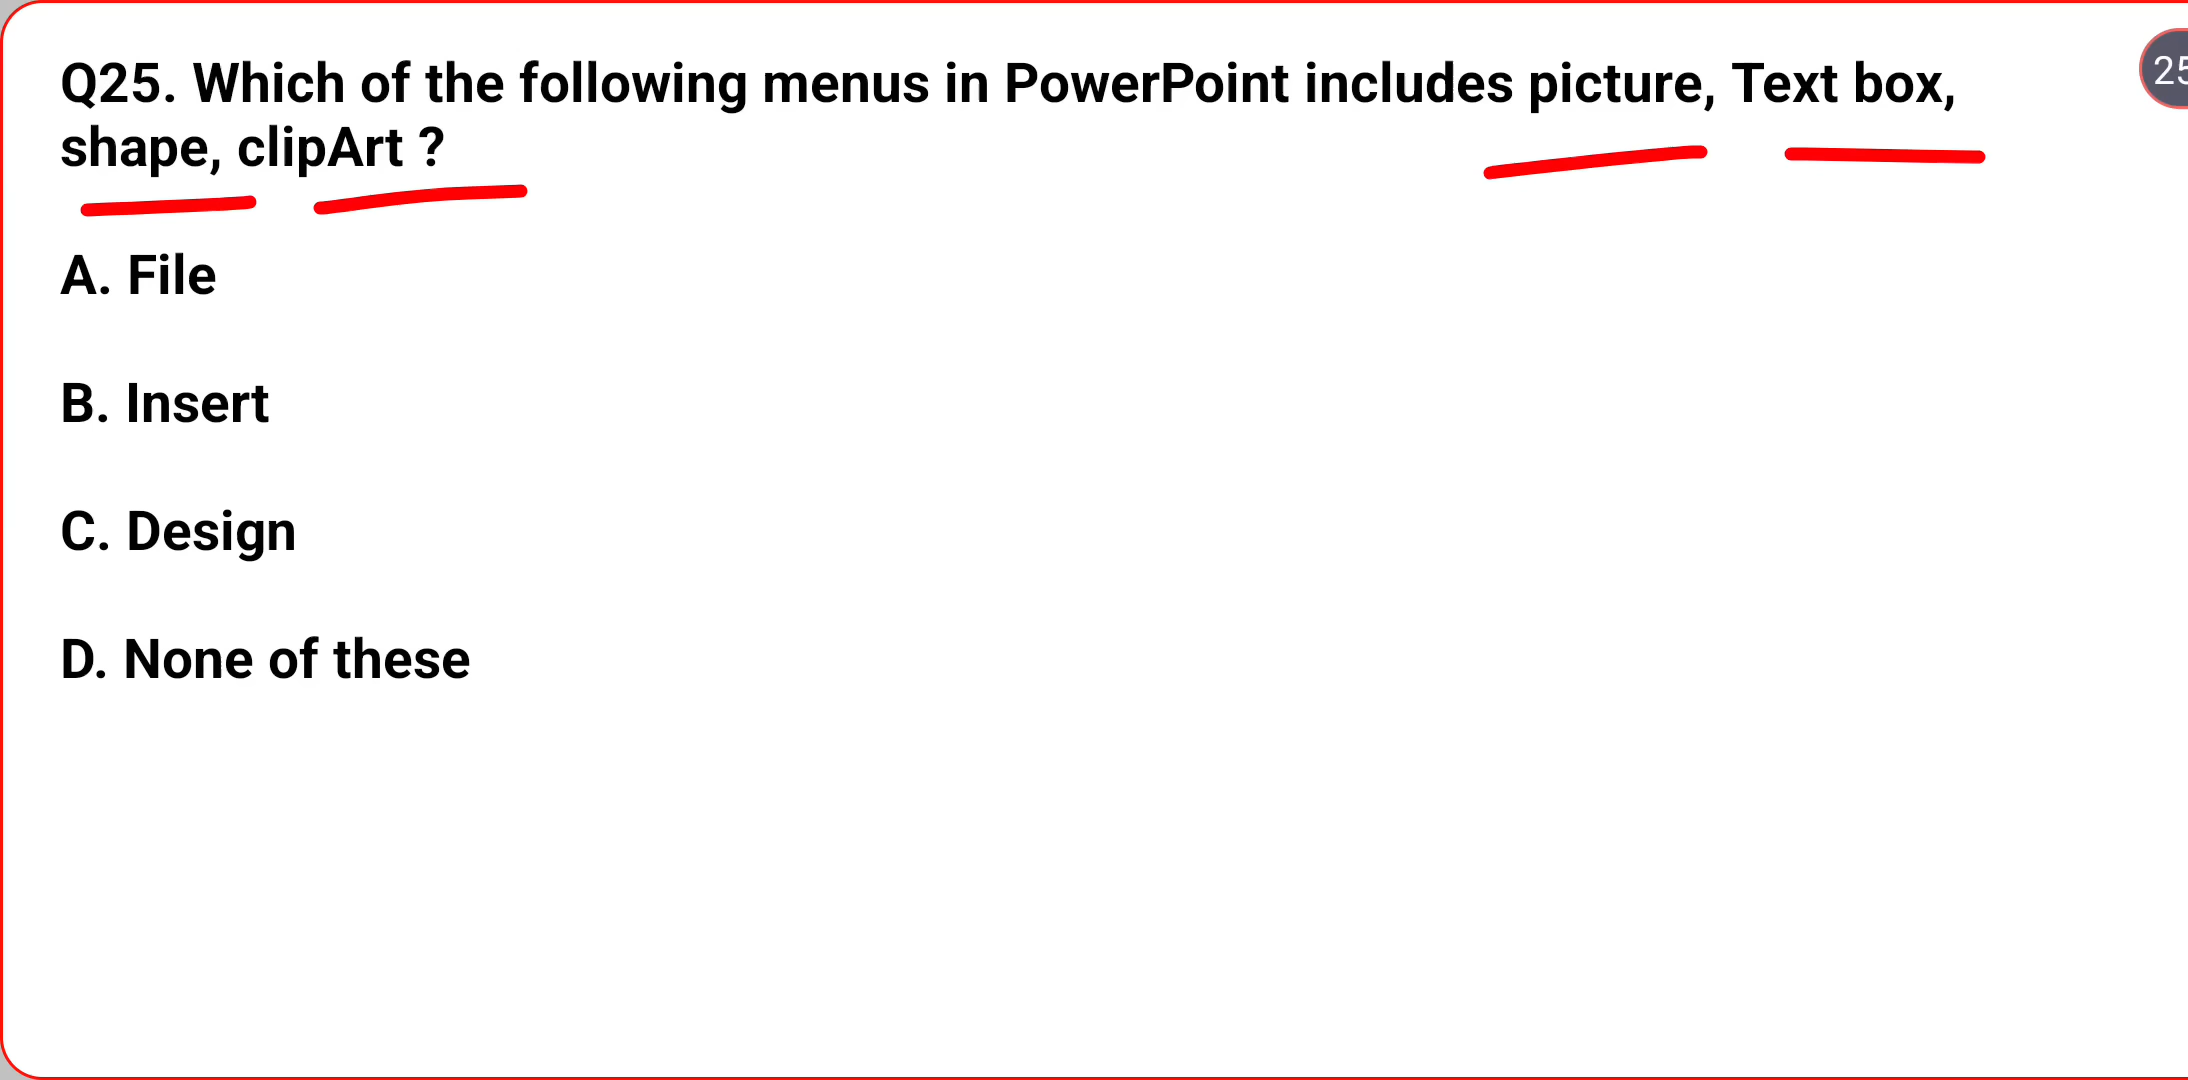 Q25. Which of the following menus in PowerPoint includes picture, Text box,
shape, clipArt ?
A. File
B. Insert
C. Design
D. None of these
25